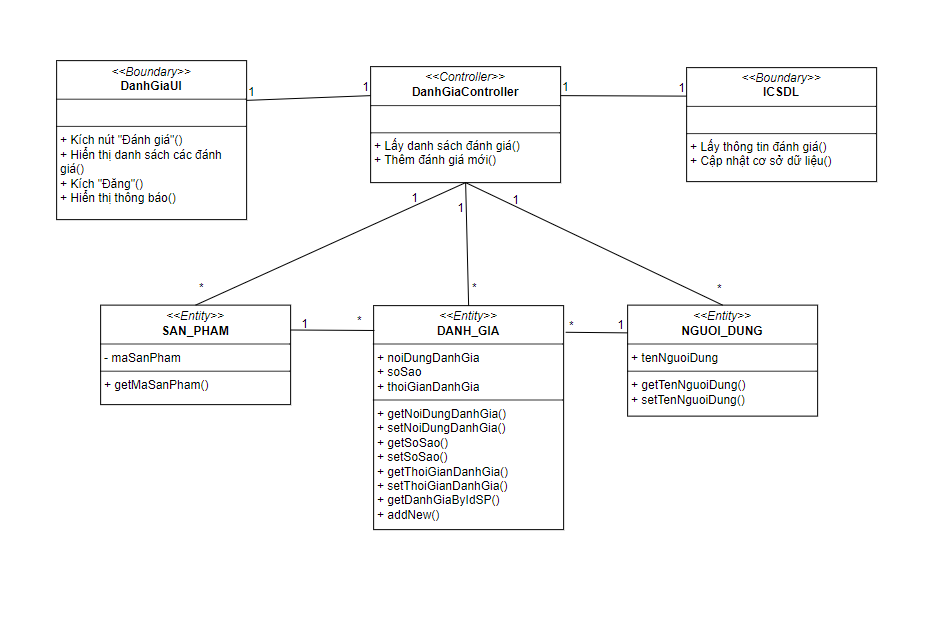 <<Boundary>>
DanhGiaUI
+ Kích nút "Đánh giá"()
+ Hiển thị danh sách các đánh
giá()
+ Kích "Đăng"()
+ Hiển thị thông báo()
1
1
<<Controller>>
DanhGiaController
+ Lấy danh sách đánh giá()
+ Thêm đánh giá mới()
1
1
<<Boundary>>
ICSDL
+ Lấy thông tin đánh giá()
+ Cập nhật cơ sở dữ liệu()
1
1
1
*
*
*
<<Entity>>
SAN_PHAM
- maSanPham
+ getMaSanPham()
1
*
<<Entity>>
DANH_GIA
+ noiDungDanhGia
+ soSao
+ thoiGianDanhGia
+ getNoiDungDanhGia()
+ setNoiDungDanhGia()
+ getSoSao()
+ setSoSao()
+ getThoiGianDanhGia()
+ setThoiGianDanhGia()
+ getDanhGiaByIdSP()
+ addNew()
*
1
<<Entity>>
NGUOI_DUNG
+ tenNguoiDung
+ getTenNguoiDung()
+ setTenNguoiDung()